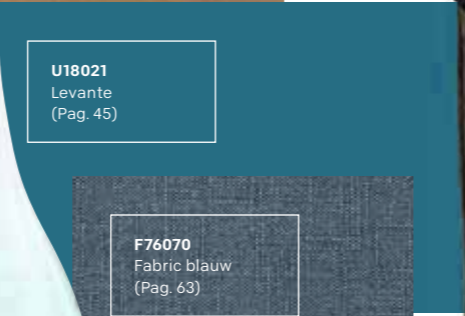 U18021
Levante
(Pag. 45)
F76070
Fabric blauw
(Pag. 63)